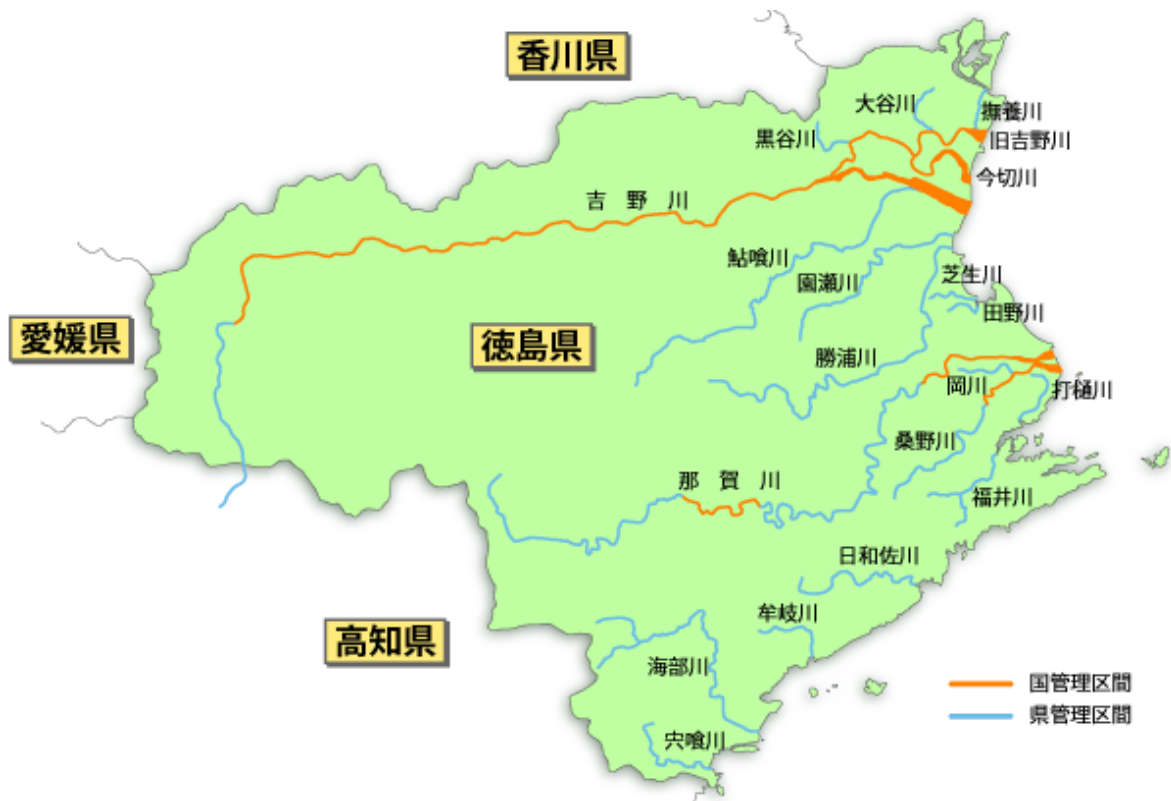 香川県
大谷川
撫養川
黒谷川
旧吉野川
今切川
吉野川
鮎喰川
園瀬川
芝生川
田野川
愛媛県
徳島県
勝浦川
岡川
打樋川
桑野川
那賀川
福井川
日和佐川
牟岐川
高知県
海部川
国管理区間
県管理区間
宍喰川